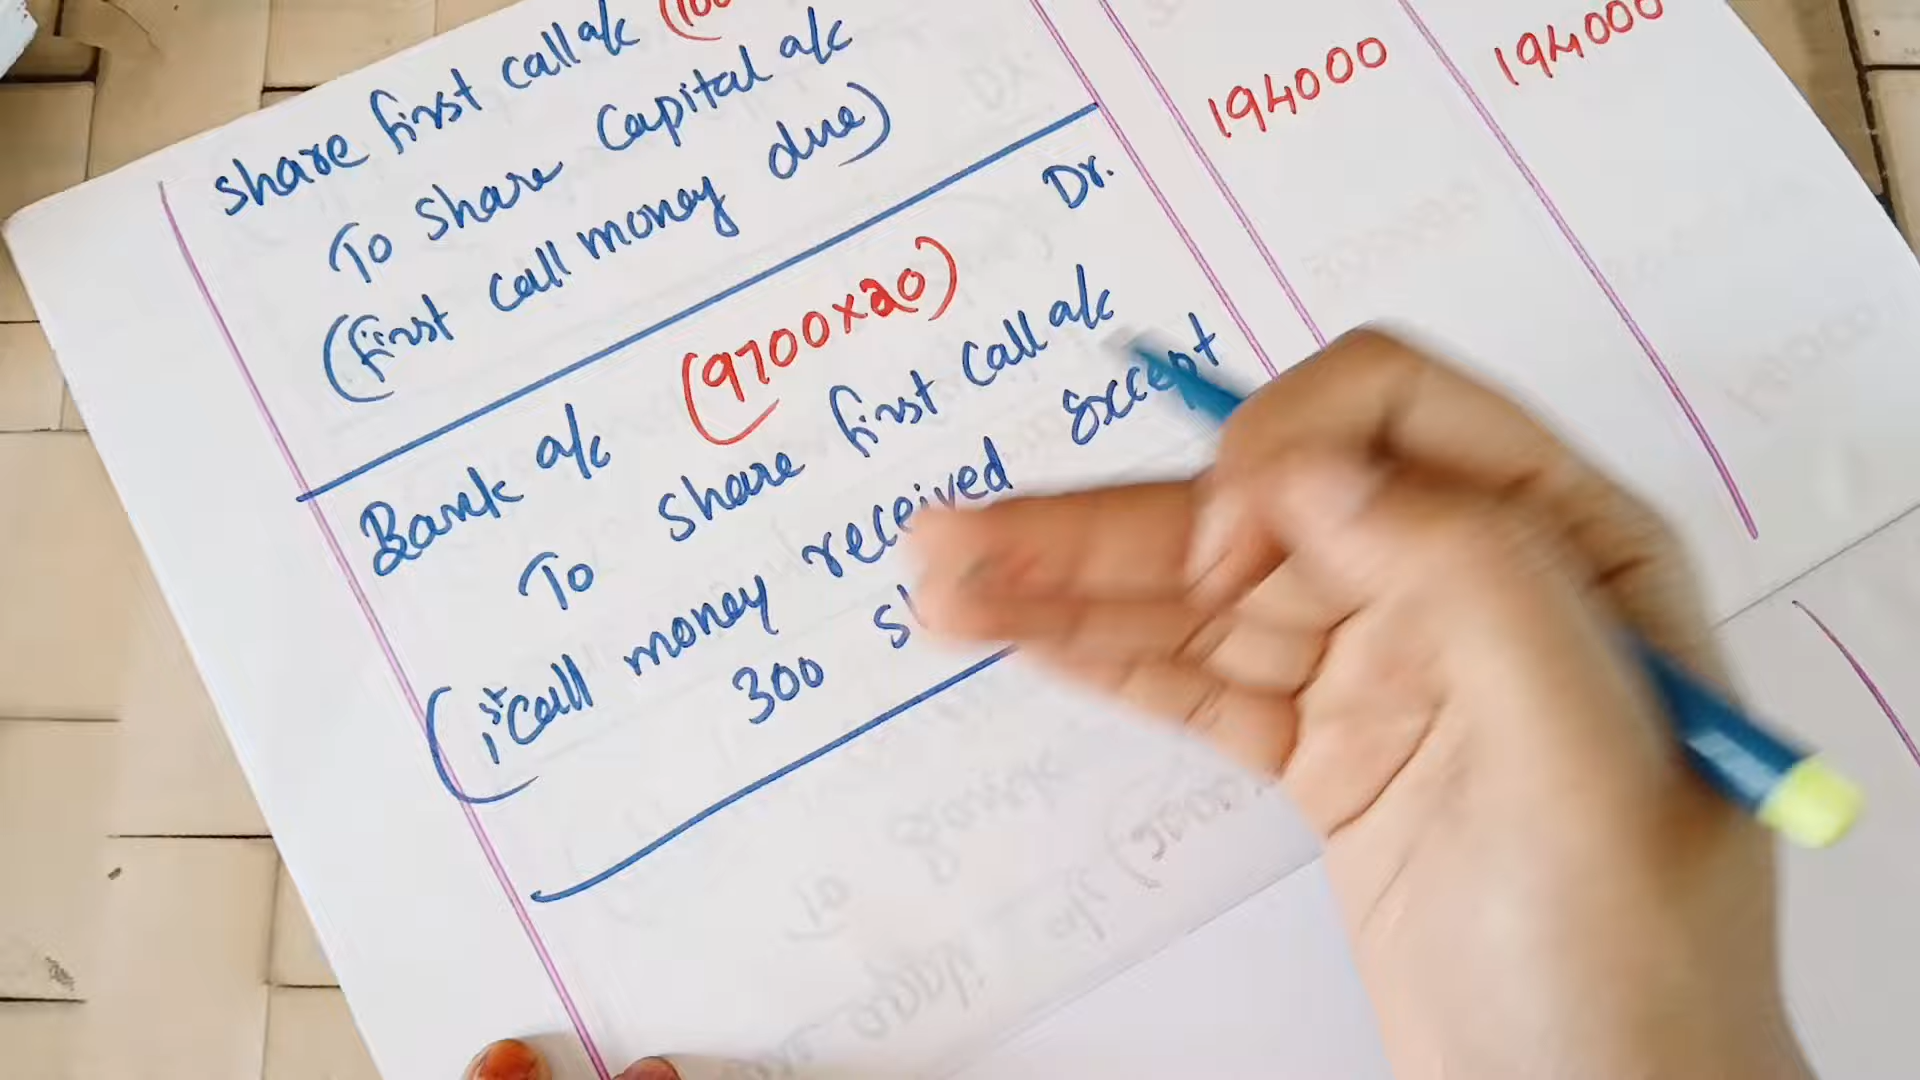 share first call a/c (100
To share Capital a/c
(first call money due)
194000 194000
Bank a/c (9700x20) Dr.
To share first call a/c
(1st call money received except
300